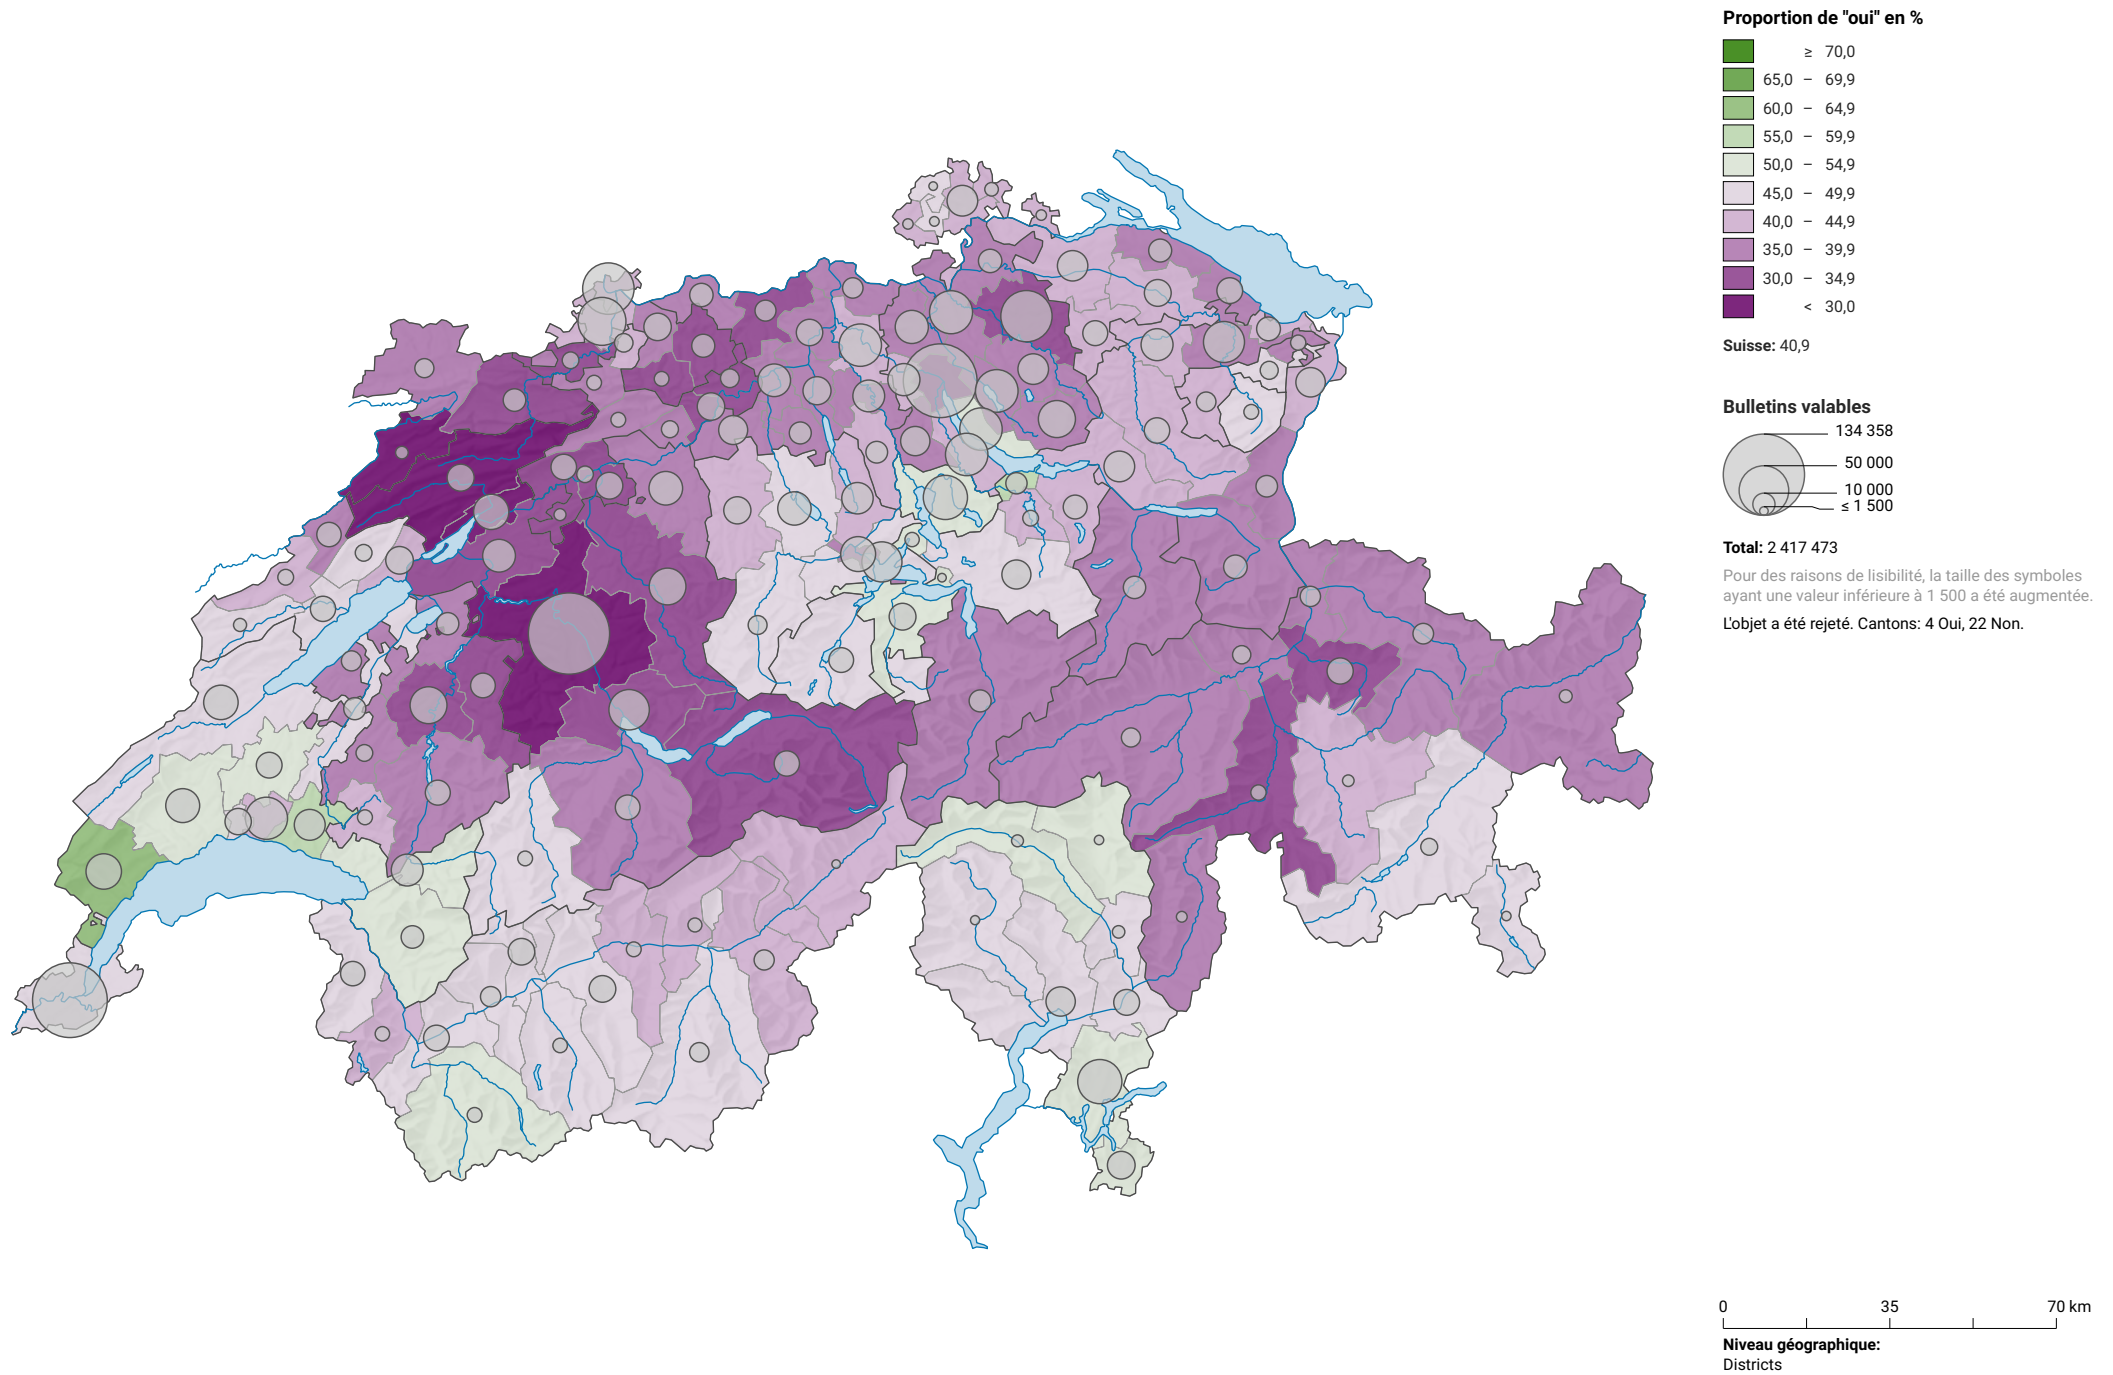 Proportion de "oui" en %
≥ 70,0
65,0 – 69,9
60,0 – 64,9
55,0 – 59,9
50,0 – 54,9
45,0 – 49,9
40,0 – 44,9
35,0 – 39,9
30,0 – 34,9
< 30,0
Suisse: 40,9
Bulletins valables
134 358
50 000
10 000
≤ 1 500
Total: 2 417 473
Pour des raisons de lisibilité, la taille des symboles
ayant une valeur inférieure à 1 500 a été augmentée.
L'objet a été rejeté. Cantons: 4 Oui, 22 Non.
0 35 70 km
Niveau géographique:
Districts